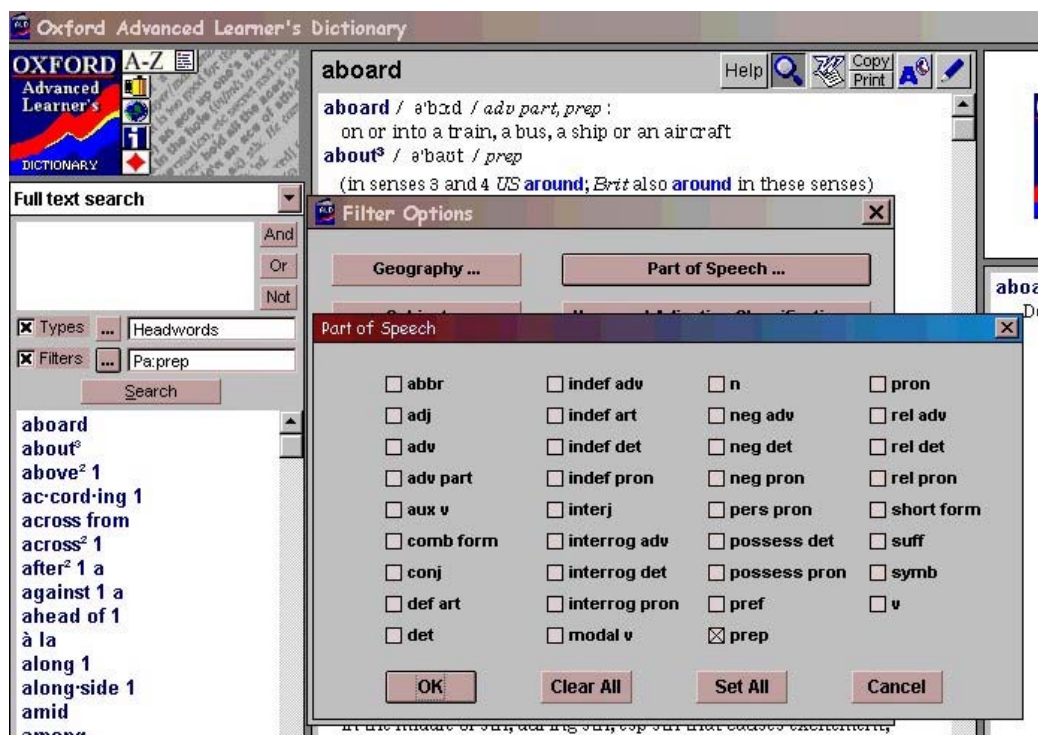 Oxford Advanced Learner's Dictionary
OXFORD
Advanced
Learner's
DICTIONARY
A-Z
aboard
Help
Copy
Print
aboard / ə'bɔːd / adv part, prep :
on or into a train, a bus, a ship or an aircraft
about³ / ə'baʊt / prep
(in senses 3 and 4 US around; Brit also around in these senses)
Full text search
And
Or
Not
Types ... Headwords
Filters ... Pa:prep
Search
aboard
about³
above² 1
ac·cord·ing 1
across from
across² 1
after² 1 a
against 1 a
ahead of 1
à la
along 1
along·side 1
amid
among
Filter Options
Geography ...
Part of Speech ...
Part of Speech
abbr
adj
adv
adv part
aux v
comb form
conj
def art
det
indef adv
indef art
indef det
indef pron
interj
interrog adv
interrog det
interrog pron
modal v
n
neg adv
neg det
neg pron
pers pron
possess det
possess pron
pref
prep
pron
rel adv
rel det
rel pron
short form
suff
symb
v
OK
Clear All
Set All
Cancel
aboa